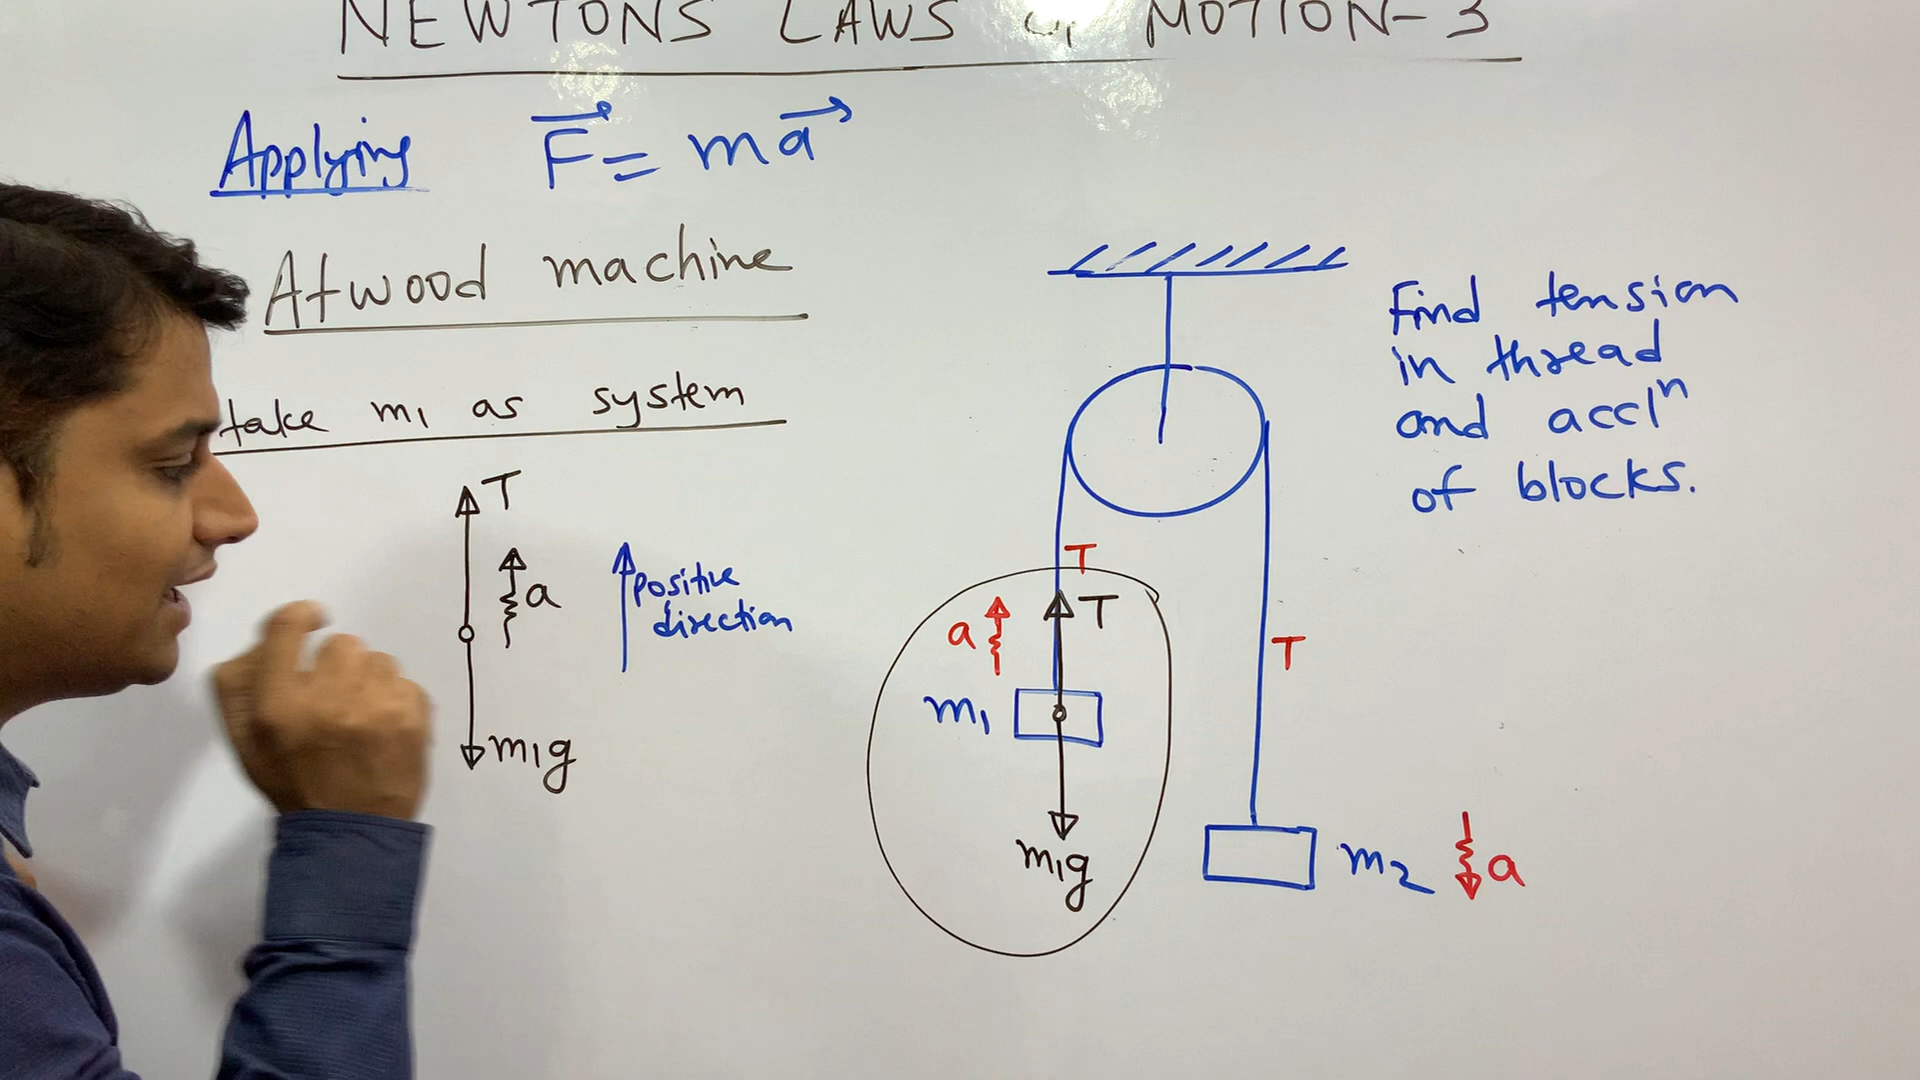 NEWTONS LAWS OF MOTION-3
Applying F = ma
Atwood machine
take m1 as system
T
a
positive
direction
m1g
Find tension
in thread
and accln
of blocks.
T
a
T
T
m1
m1g
m2
a